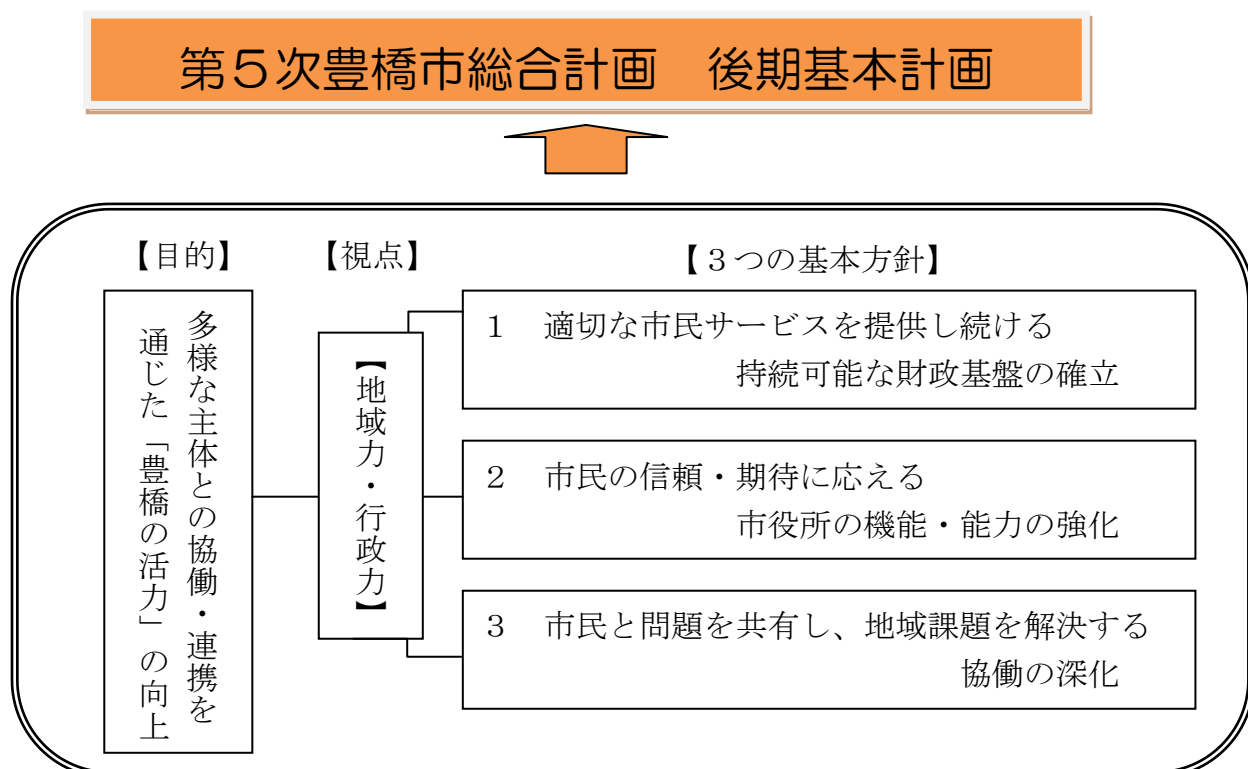 第５次豊橋市総合計画　後期基本計画
【目的】
【視点】
【３つの基本方針】
多様な主体との協働・連携を
通じた「豊橋の活力」の向上
【地域力・行政力】
１　適切な市民サービスを提供し続ける
持続可能な財政基盤の確立
２　市民の信頼・期待に応える
市役所の機能・能力の強化
３　市民と問題を共有し、地域課題を解決する
協働の深化